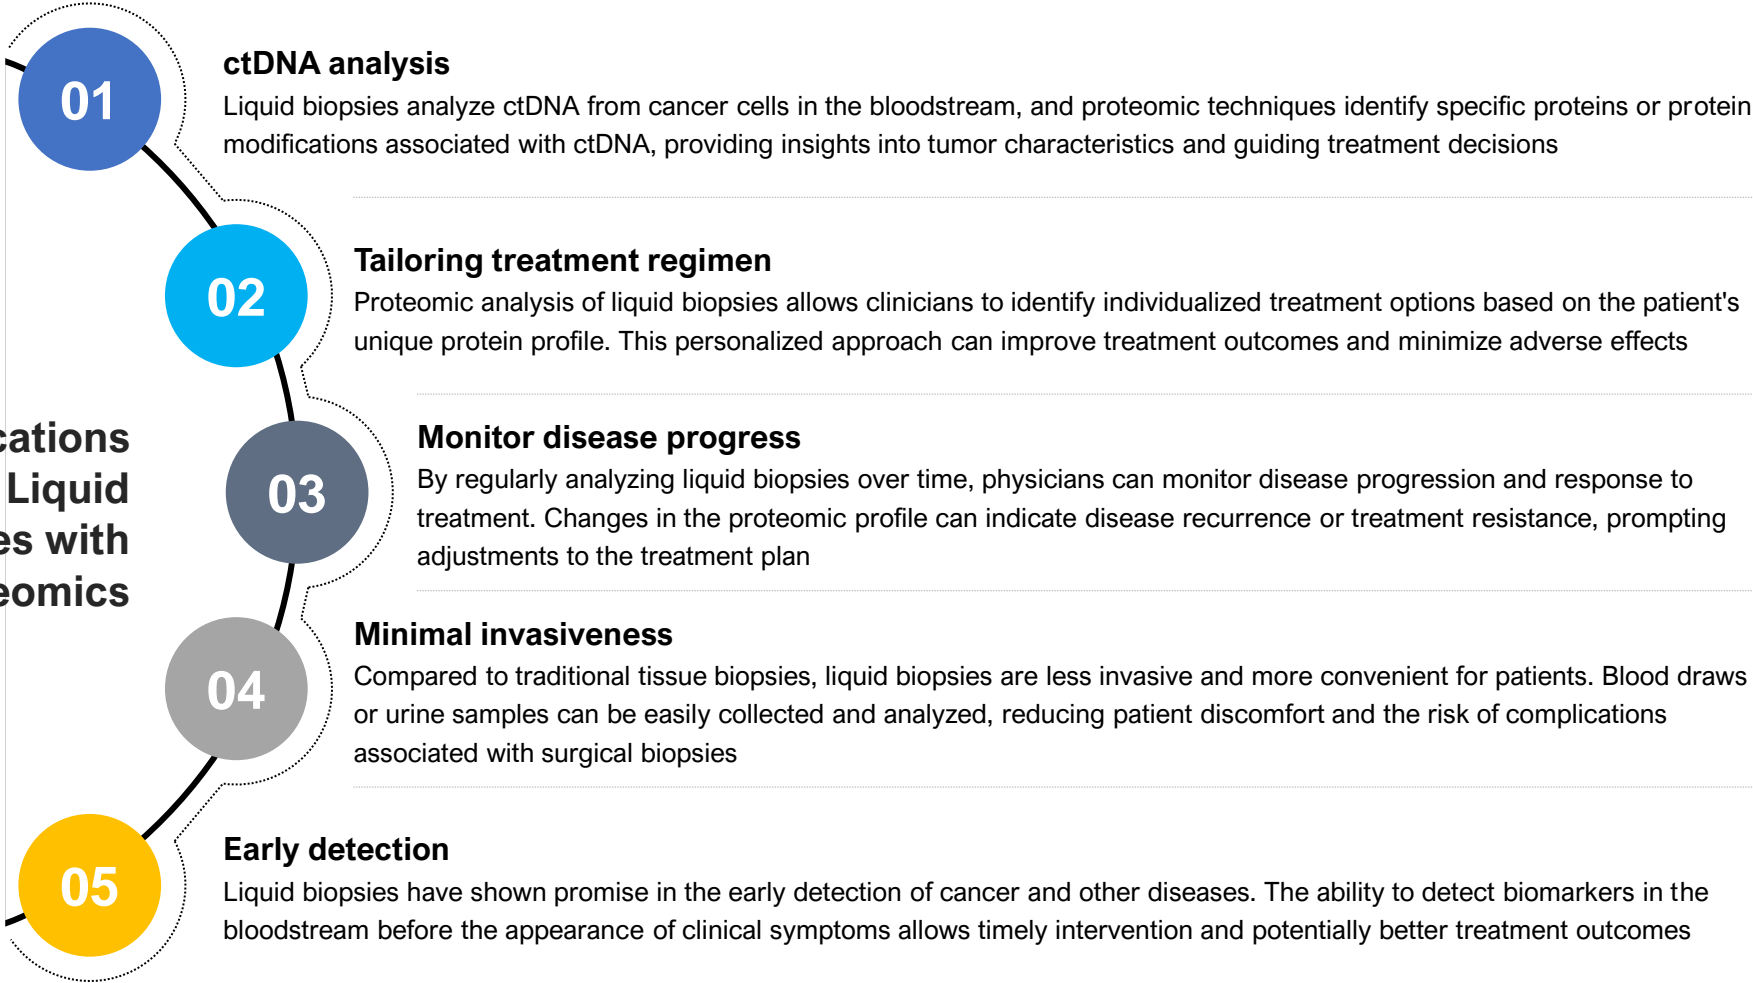 01
ctDNA analysis
Liquid biopsies analyze ctDNA from cancer cells in the bloodstream, and proteomic techniques identify specific proteins or protein
modifications associated with ctDNA, providing insights into tumor characteristics and guiding treatment decisions
02
Tailoring treatment regimen
Proteomic analysis of liquid biopsies allows clinicians to identify individualized treatment options based on the patient's
unique protein profile. This personalized approach can improve treatment outcomes and minimize adverse effects
cations
Liquid
es with
eomics
03
Monitor disease progress
By regularly analyzing liquid biopsies over time, physicians can monitor disease progression and response to
treatment. Changes in the proteomic profile can indicate disease recurrence or treatment resistance, prompting
adjustments to the treatment plan
04
Minimal invasiveness
Compared to traditional tissue biopsies, liquid biopsies are less invasive and more convenient for patients. Blood draws
or urine samples can be easily collected and analyzed, reducing patient discomfort and the risk of complications
associated with surgical biopsies
05
Early detection
Liquid biopsies have shown promise in the early detection of cancer and other diseases. The ability to detect biomarkers in the
bloodstream before the appearance of clinical symptoms allows timely intervention and potentially better treatment outcomes